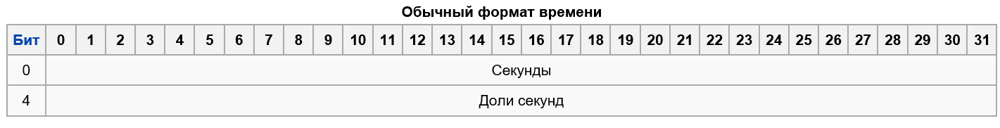 Обычный формат времени
Бит 0 1 2 3 4 5 6 7 8 9 10 11 12 13 14 15 16 17 18 19 20 21 22 23 24 25 26 27 28 29 30 31
0 Секунды
4 Доли секунд